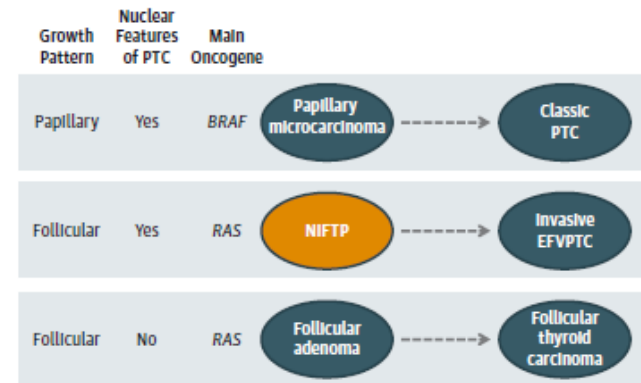 Growth Pattern
Nuclear Features of PTC
Main Oncogene
Papillary
Yes
BRAF
Papillary microcarcinoma
Classic PTC
Follicular
Yes
RAS
NIFTP
Invasive EFVPTC
Follicular
No
RAS
Follicular adenoma
Follicular thyroid carcinoma